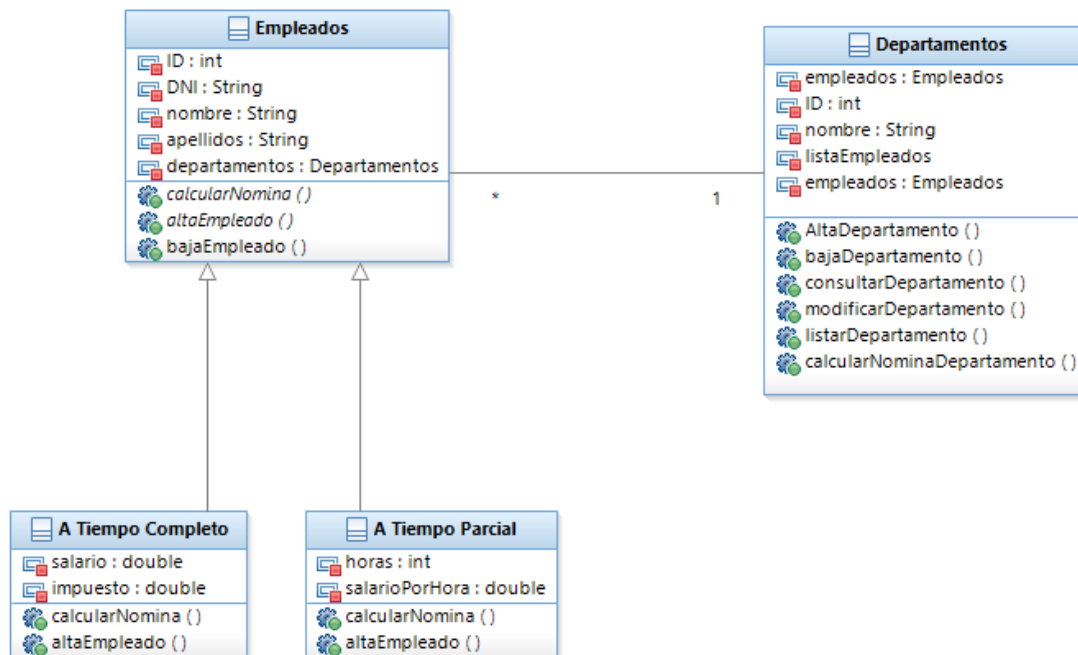 Empleados
ID : int
DNI : String
nombre : String
apellidos : String
departamentos : Departamentos
calcularNomina ()
altaEmpleado ()
bajaEmpleado ()
* 1
Departamentos
empleados : Empleados
ID : int
nombre : String
listaEmpleados
empleados : Empleados
AltaDepartamento ()
bajaDepartamento ()
consultarDepartamento ()
modificarDepartamento ()
listarDepartamento ()
calcularNominaDepartamento ()
A Tiempo Completo
salario : double
impuesto : double
calcularNomina ()
altaEmpleado ()
A Tiempo Parcial
horas : int
salarioPorHora : double
calcularNomina ()
altaEmpleado ()